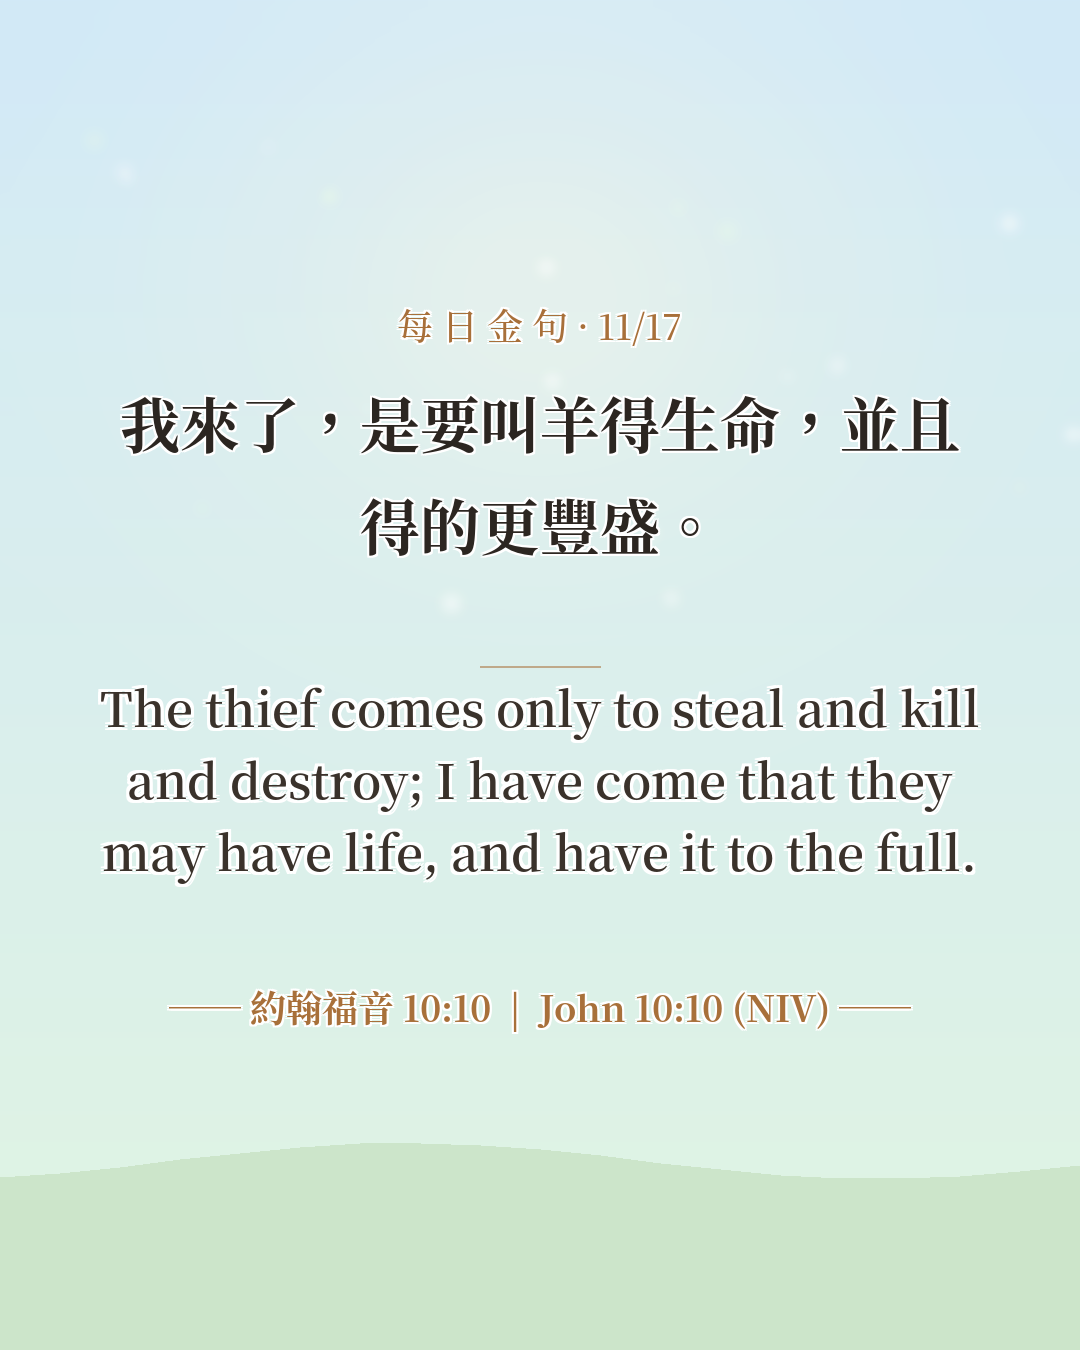 每日金句 · 11/17
我來了，是要叫羊得生命，並且
得的更豐盛。
The thief comes only to steal and kill
and destroy; I have come that they
may have life, and have it to the full.
—— 約翰福音 10:10 ｜ John 10:10 (NIV) ——